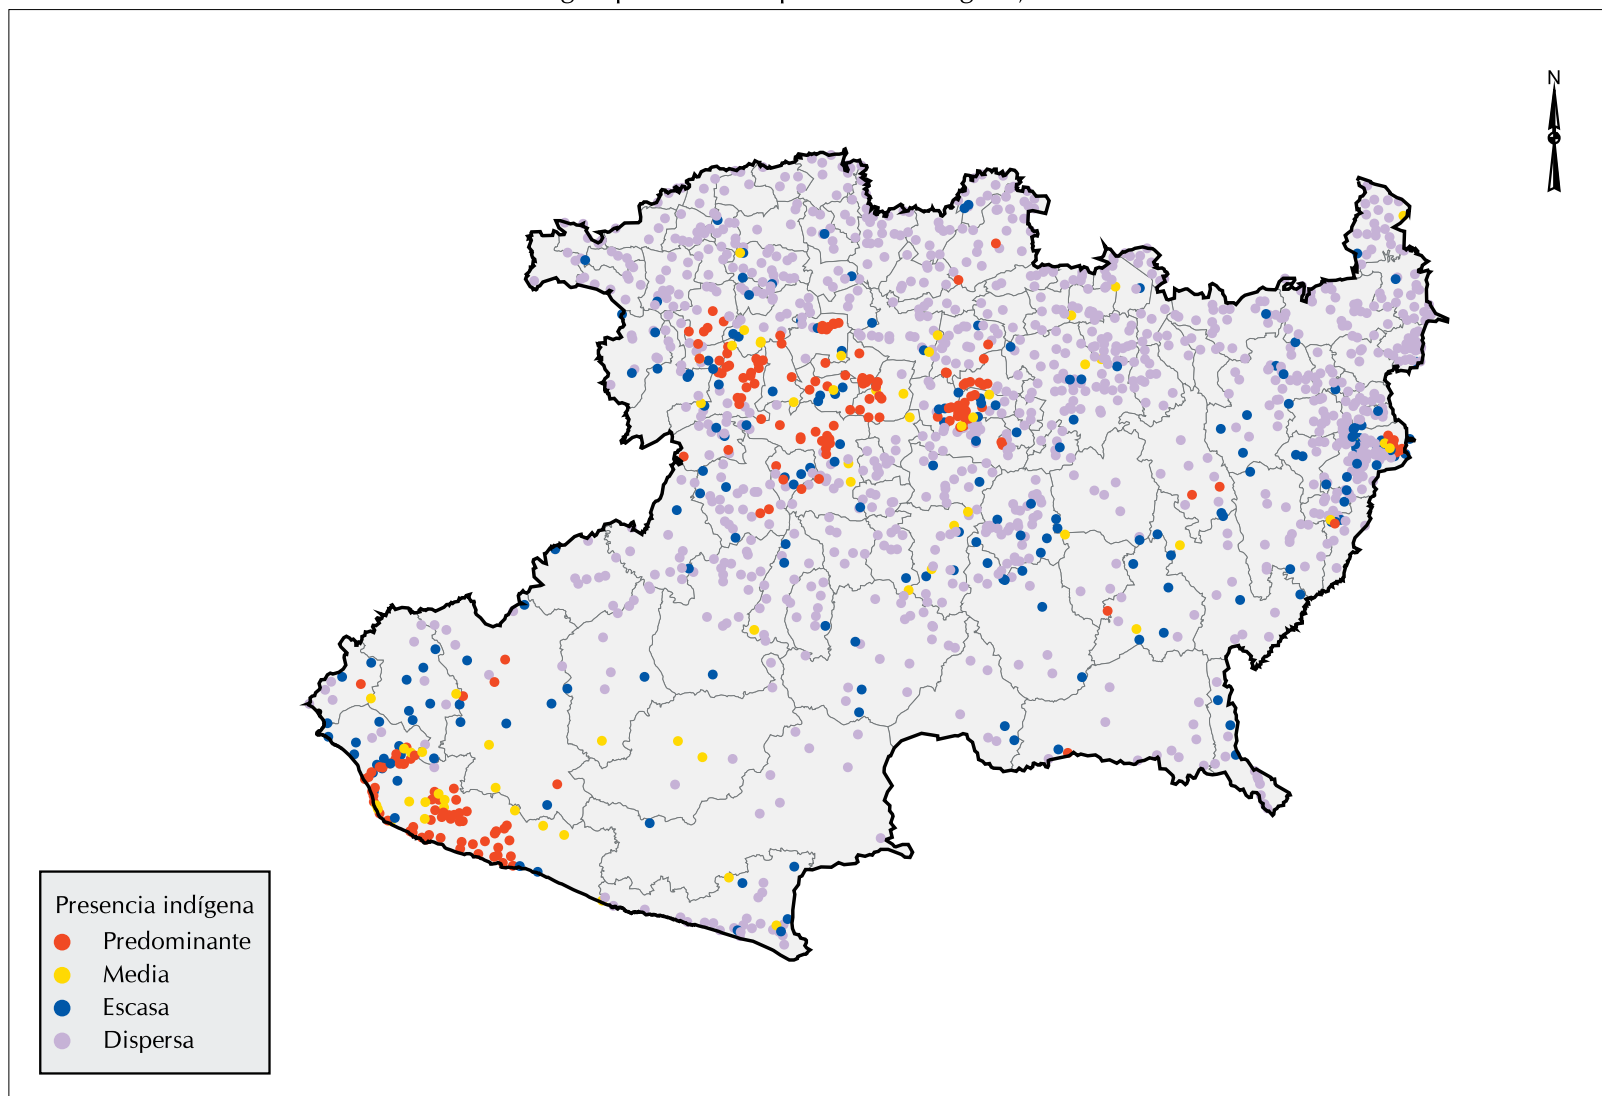 N
Presencia indígena
Predominante
Media
Escasa
Dispersa